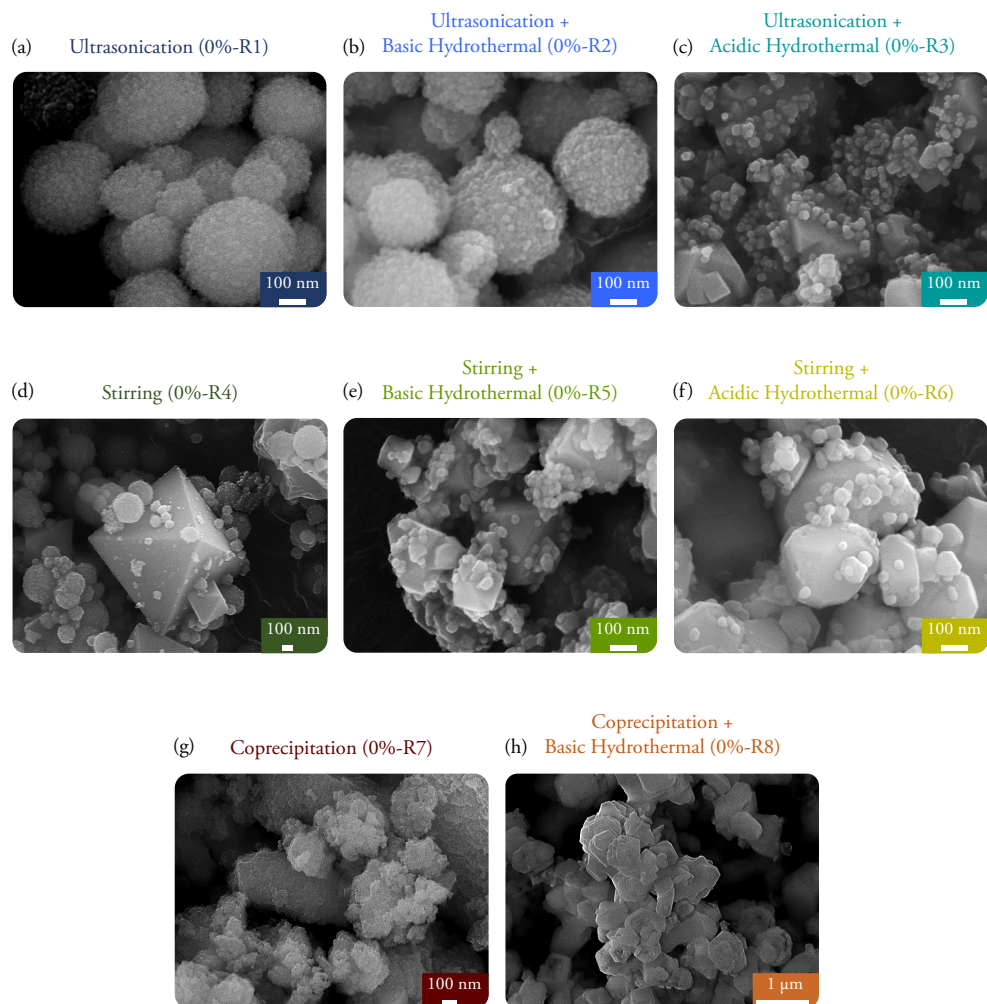 (a) Ultrasonication (0%-R1)
(b) Ultrasonication +
Basic Hydrothermal (0%-R2)
(c) Ultrasonication +
Acidic Hydrothermal (0%-R3)
100 nm
100 nm
100 nm
(d) Stirring (0%-R4)
(e) Stirring +
Basic Hydrothermal (0%-R5)
(f) Stirring +
Acidic Hydrothermal (0%-R6)
100 nm
100 nm
100 nm
(g) Coprecipitation (0%-R7)
(h) Coprecipitation +
Basic Hydrothermal (0%-R8)
100 nm
1 μm